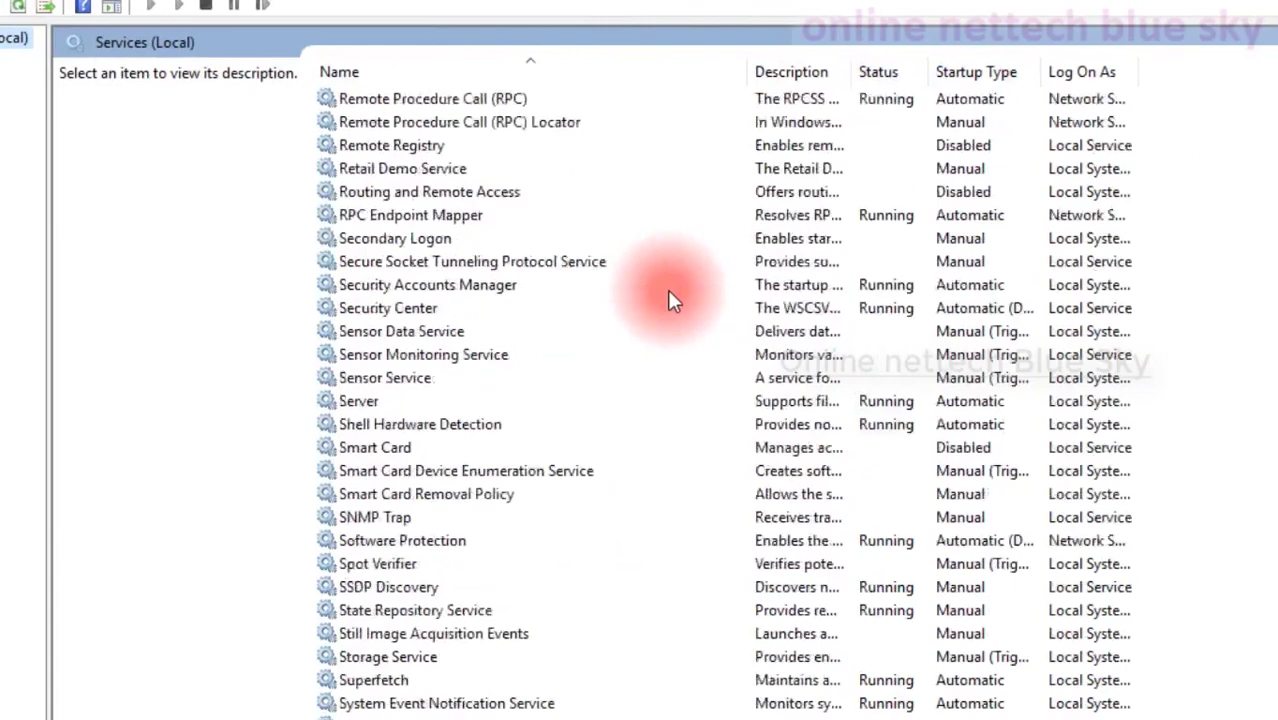 online nettech blue sky
ocal)
Services (Local)
Select an item to view its description.
Name Description Status Startup Type Log On As
Remote Procedure Call (RPC) The RPCSS ... Running Automatic Network S...
Remote Procedure Call (RPC) Locator In Windows... Manual Network S...
Remote Registry Enables rem... Disabled Local Service
Retail Demo Service The Retail D... Manual Local Syste...
Routing and Remote Access Offers routi... Disabled Local Syste...
RPC Endpoint Mapper Resolves RP... Running Automatic Network S...
Secondary Logon Enables star... Manual Local Syste...
Secure Socket Tunneling Protocol Service Provides su... Manual Local Service
Security Accounts Manager The startup ... Running Automatic Local Syste...
Security Center The WSCSV... Running Automatic (D... Local Service
Sensor Data Service Delivers dat... Manual (Trig... Local Syste...
Sensor Monitoring Service Monitors va... Manual (Trig... Local Service
Online nettech Blue Sky
Sensor Service A service fo... Manual (Trig... Local Syste...
Server Supports fil... Running Automatic Local Syste...
Shell Hardware Detection Provides no... Running Automatic Local Syste...
Smart Card Manages ac... Disabled Local Service
Smart Card Device Enumeration Service Creates soft... Manual (Trig... Local Syste...
Smart Card Removal Policy Allows the s... Manual Local Syste...
SNMP Trap Receives tra... Manual Local Service
Software Protection Enables the ... Running Automatic (D... Network S...
Spot Verifier Verifies pote... Manual (Trig... Local Syste...
SSDP Discovery Discovers n... Running Manual Local Service
State Repository Service Provides re... Running Manual Local Syste...
Still Image Acquisition Events Launches a... Manual Local Syste...
Storage Service Provides en... Manual (Trig... Local Syste...
Superfetch Maintains a... Running Automatic Local Syste...
System Event Notification Service Monitors sy... Running Automatic Local Syste...